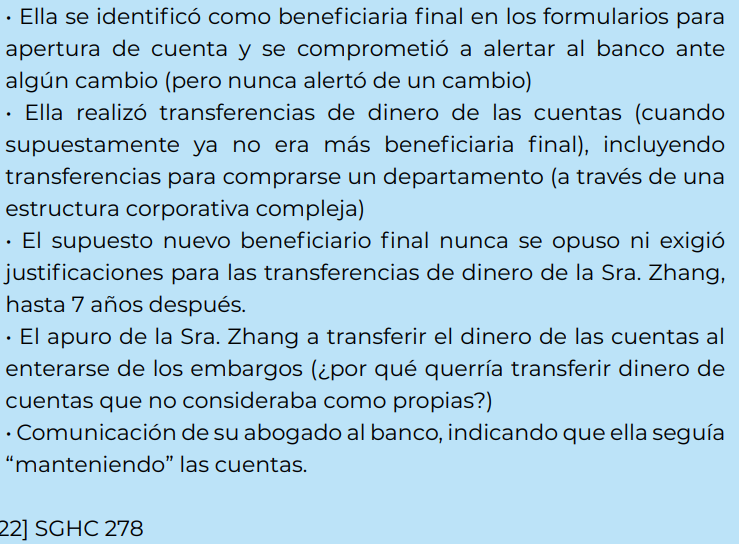 • Ella se identificó como beneficiaria final en los formularios para
apertura de cuenta y se comprometió a alertar al banco ante
algún cambio (pero nunca alertó de un cambio)
• Ella realizó transferencias de dinero de las cuentas (cuando
supuestamente ya no era más beneficiaria final), incluyendo
transferencias para comprarse un departamento (a través de una
estructura corporativa compleja)
• El supuesto nuevo beneficiario final nunca se opuso ni exigió
justificaciones para las transferencias de dinero de la Sra. Zhang,
hasta 7 años después.
• El apuro de la Sra. Zhang a transferir el dinero de las cuentas al
enterarse de los embargos (¿por qué querría transferir dinero de
cuentas que no consideraba como propias?)
• Comunicación de su abogado al banco, indicando que ella seguía
“manteniendo” las cuentas.
22] SGHC 278